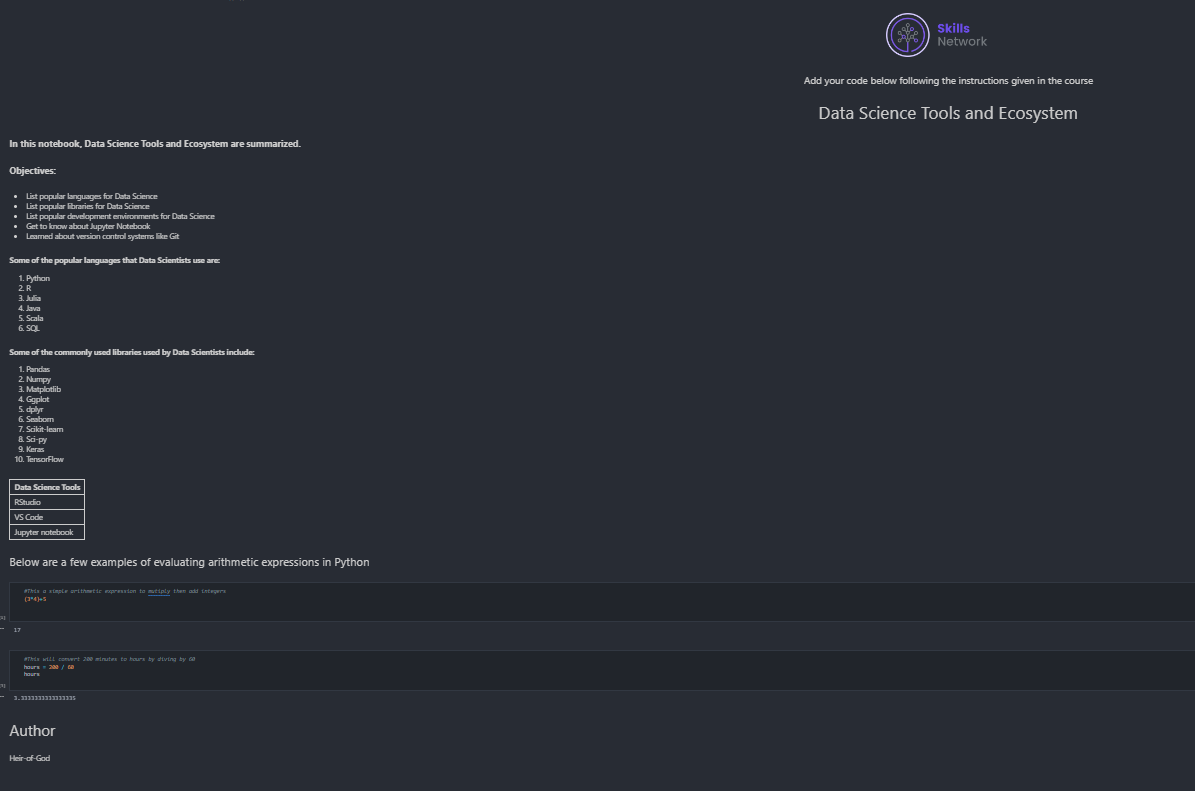 Skills
Network
Add your code below following the instructions given in the course
Data Science Tools and Ecosystem
In this notebook, Data Science Tools and Ecosystem are summarized.
Objectives:
• List popular languages for Data Science
• List popular libraries for Data Science
• List popular development environments for Data Science
• Get to know about Jupyter Notebook
• Learned about version control systems like Git
Some of the popular languages that Data Scientists use are:
1. Python
2. R
3. Julia
4. Java
5. Scala
6. SQL
Some of the commonly used libraries used by Data Scientists include:
1. Pandas
2. Numpy
3. Matplotlib
4. Ggplot
5. dplyr
6. Seaborn
7. Scikit-learn
8. Sci-py
9. Keras
10. TensorFlow
Data Science Tools
RStudio
VS Code
Jupyter notebook
Below are a few examples of evaluating arithmetic expressions in Python
#This a simple arithmetic expression to mutiply then add integers
(3*4)+5
17
#This will convert 200 minutes to hours by diving by 60
hours = 200 / 60
hours
3.3333333333333335
Author
Heir-of-God